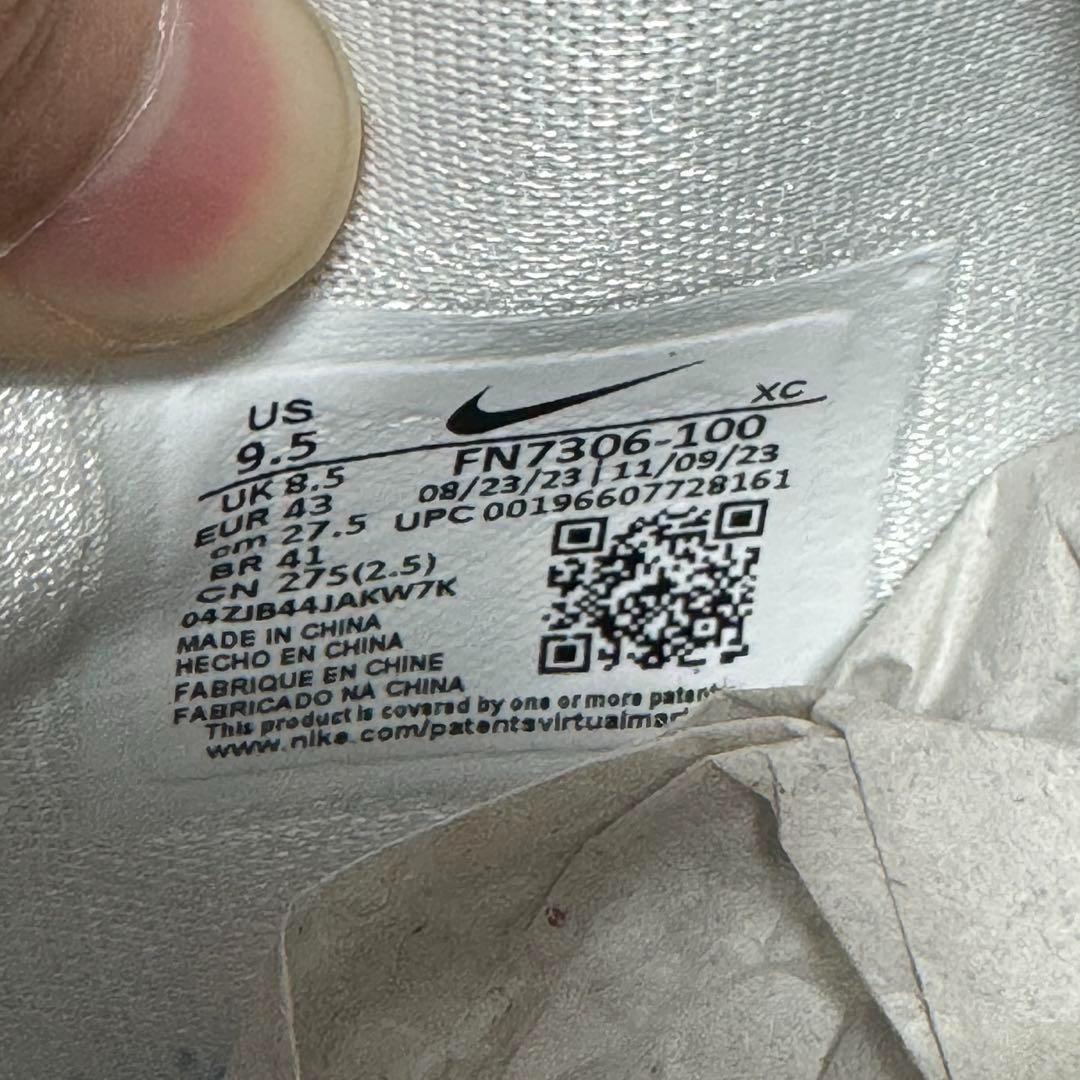 US
9.5
XC
UK 8.5
FN7306-100
EUR 43
08/23/23 | 11/09/23
cm 27.5
UPC 00196607728161
BR 41
CN 275(2.5)
04ZJB44JAKW7K
MADE IN CHINA
HECHO EN CHINA
FABRIQUE EN CHINE
FABRICADO NA CHINA
This product is covered by one or more
www.nike.com/